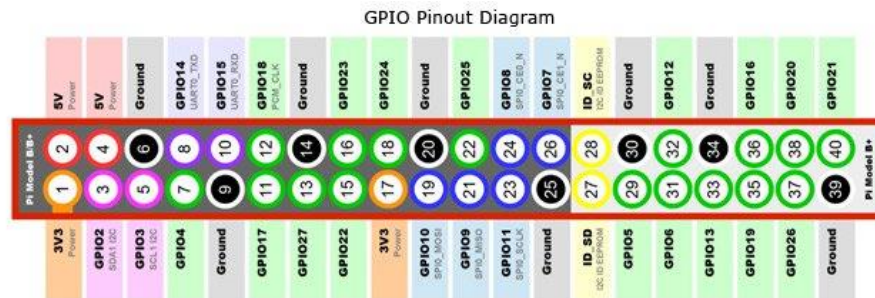 GPIO Pinout Diagram
5V Power
5V Power
Ground
GPIO14 UART0_TXD
GPIO15 UART0_RXD
GPIO18 PCM_CLK
Ground
GPIO23
GPIO24
Ground
GPIO25
GPIO8 SPI0_CE0_N
GPIO7 SPI0_CE1_N
ID_SC I2C ID EEPROM
Ground
GPIO12
Ground
GPIO16
GPIO20
GPIO21
Pi Model B/B+
2 4 6 8 10 12 14 16 18 20 22 24 26 28 30 32 34 36 38 40
1 3 5 7 9 11 13 15 17 19 21 23 25 27 29 31 33 35 37 39
Pi Model B+
3V3 Power
GPIO2 SDA1 I2C
GPIO3 SCL1 I2C
GPIO4
Ground
GPIO17
GPIO27
GPIO22
3V3 Power
GPIO10 SPI0_MOSI
GPIO9 SPI0_MISO
GPIO11 SPI0_SCLK
Ground
ID_SD I2C ID EEPROM
GPIO5
GPIO6
GPIO13
GPIO19
GPIO26
Ground